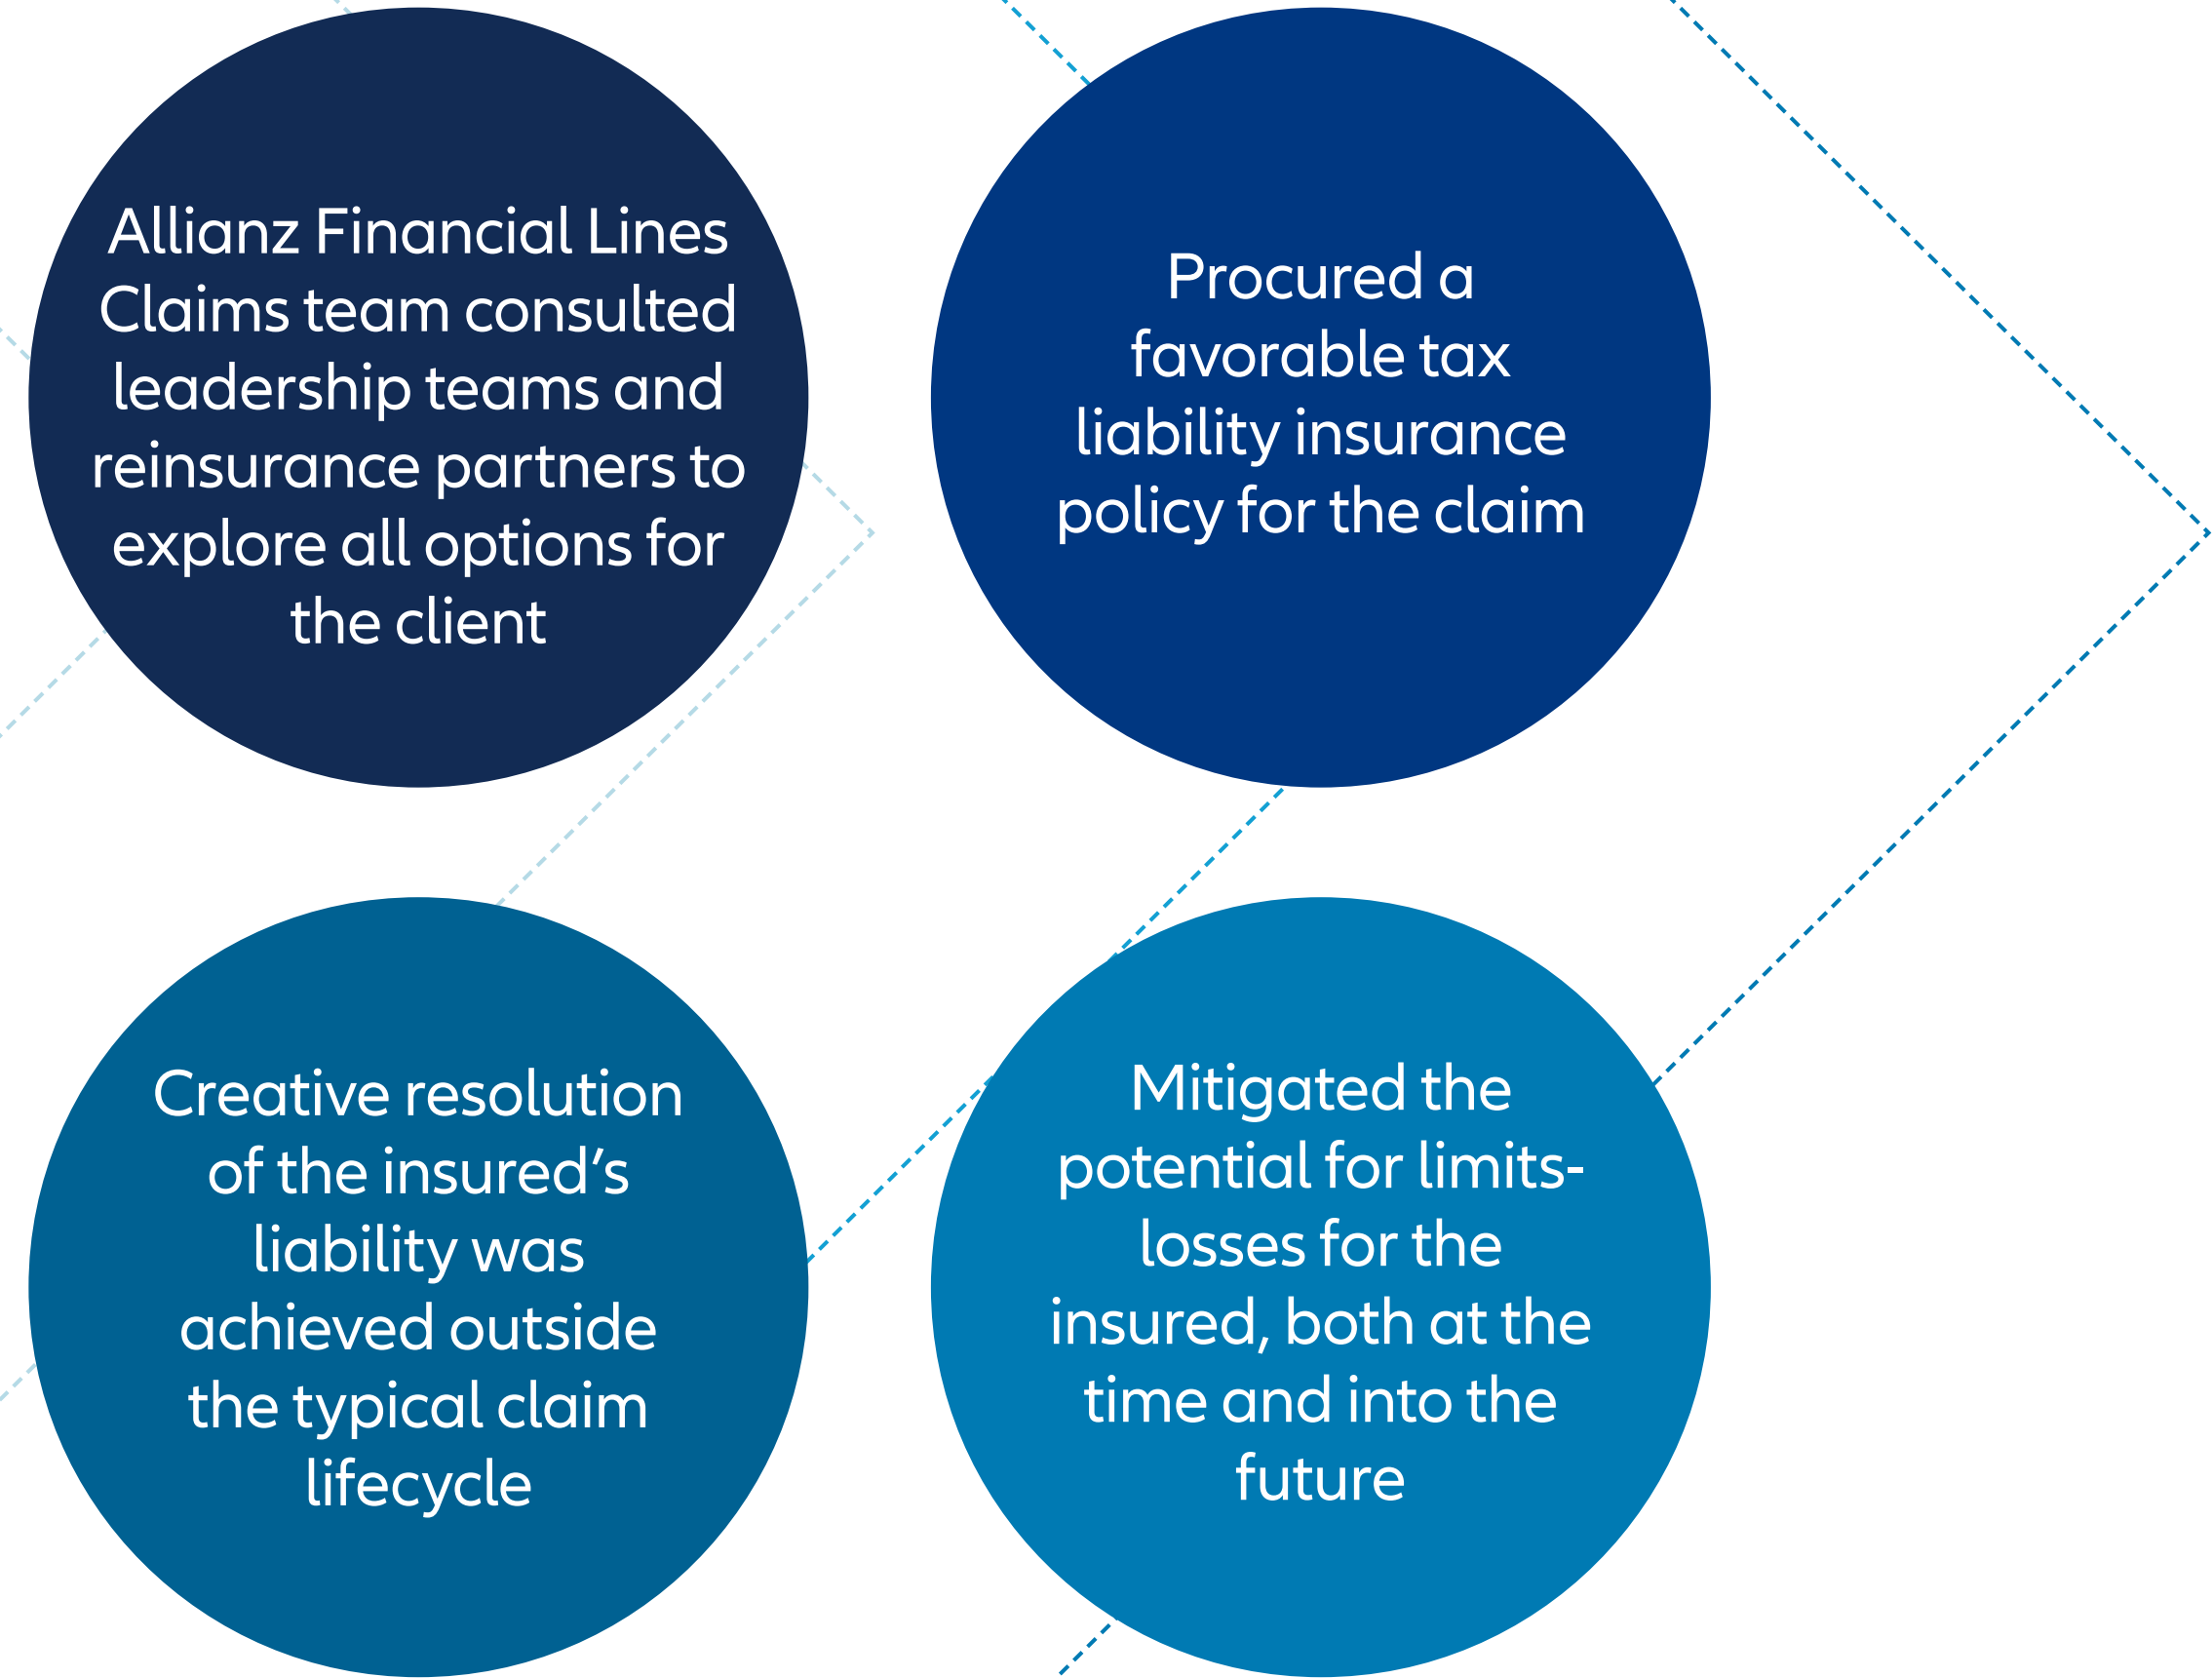 Allianz Financial Lines
Claims team consulted
leadership teams and
reinsurance partners to
explore all options for
the client
Procured a
favorable tax
liability insurance
policy for the claim
Creative resolution
of the insured’s
liability was
achieved outside
the typical claim
lifecycle
Mitigated the
potential for limits-
losses for the
insured, both at the
time and into the
future